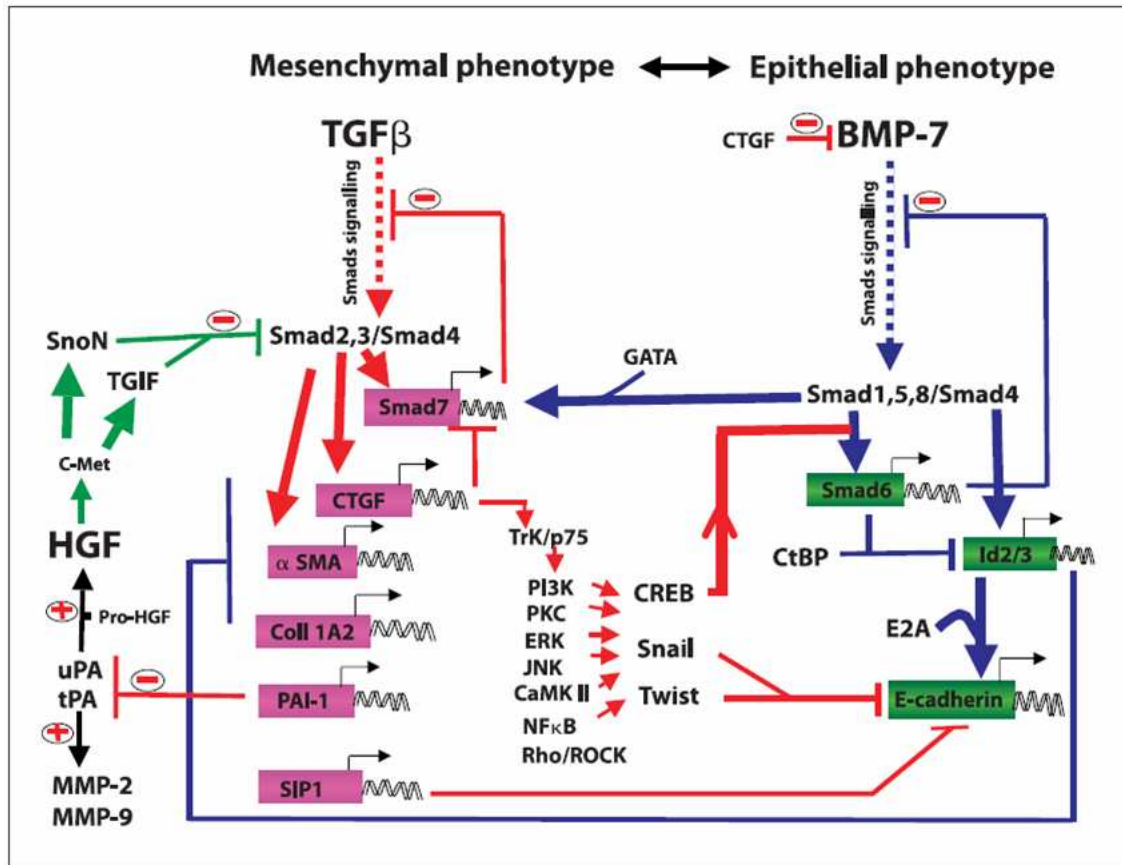 Mesenchymal phenotype
Epithelial phenotype
TGFβ
CTGF
BMP-7
Smads signalling
Smads signalling
SnoN
TGIF
Smad2,3/Smad4
GATA
Smad1,5,8/Smad4
Smad7
C-Met
CTGF
Smad6
HGF
TrK/p75
CtBP
Id2/3
α SMA
PI3K
CREB
Pro-HGF
PKC
Coll 1A2
ERK
Snail
E2A
uPA
JNK
tPA
PAI-1
CaMK II
Twist
E-cadherin
NFκB
Rho/ROCK
MMP-2
SIP1
MMP-9